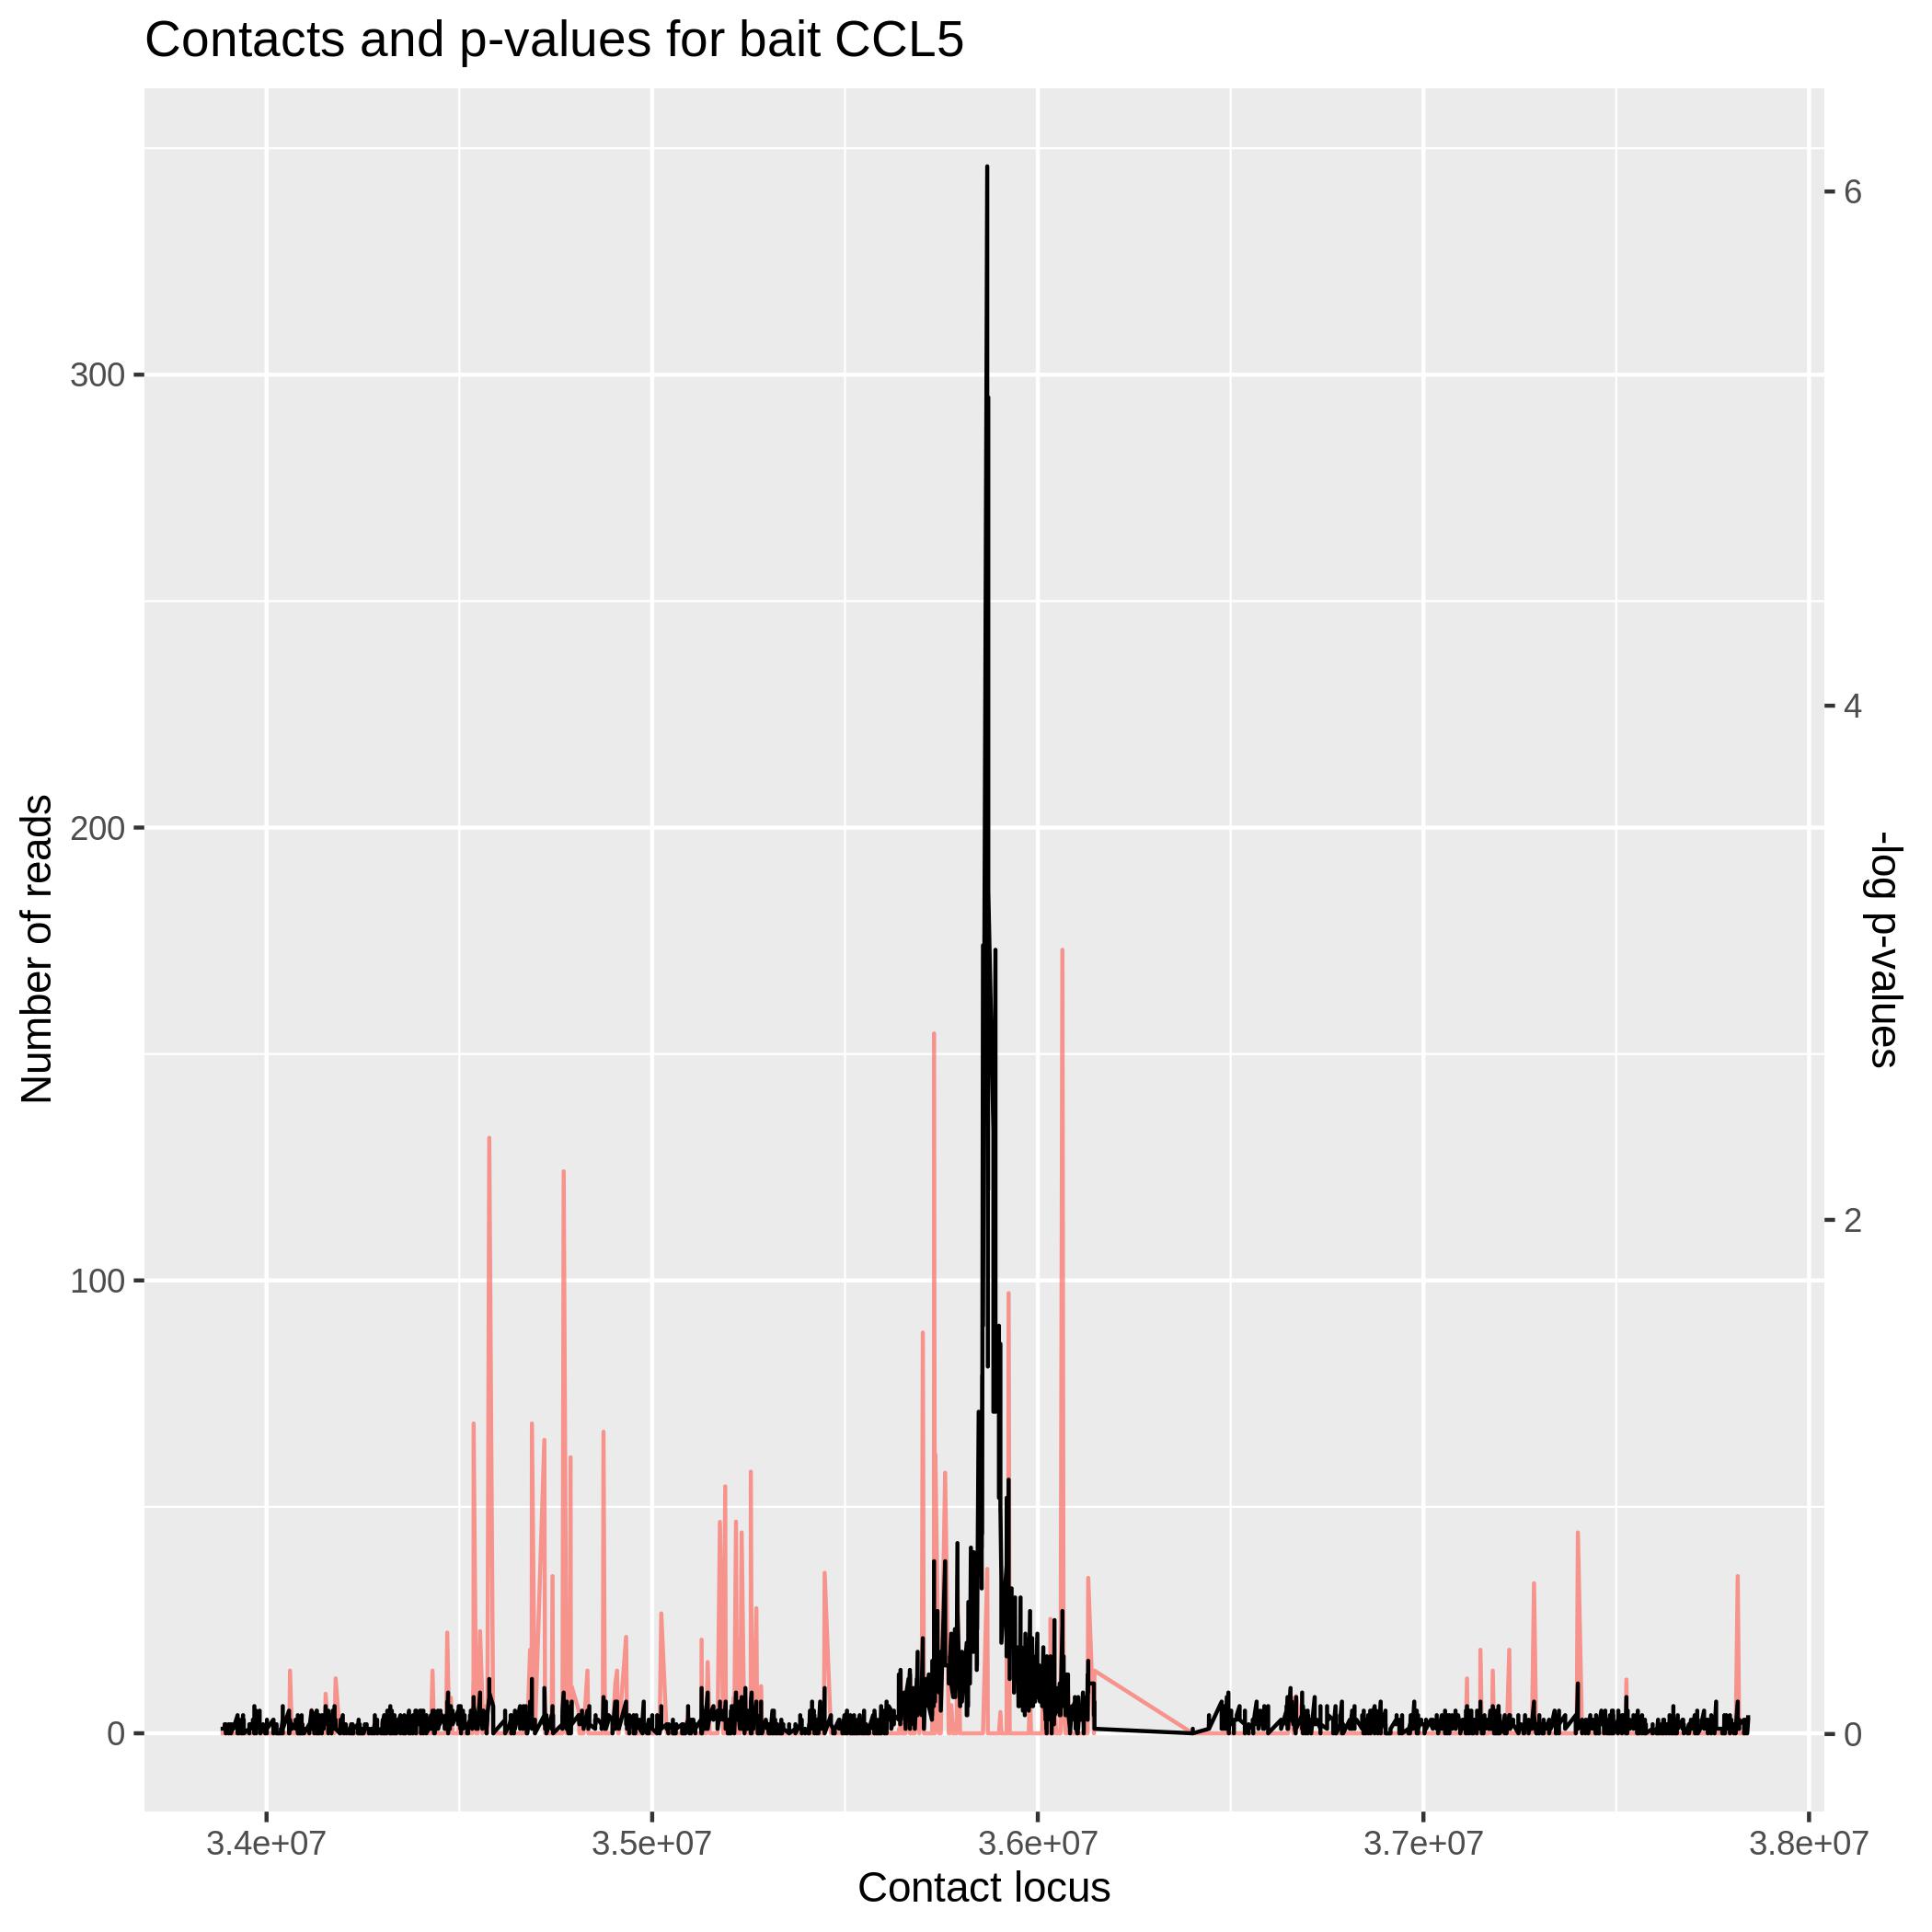 Contacts and p-values for bait CCL5
Number of reads
300
200
100
0
6
4
2
0
-log p-values
3.4e+07
3.5e+07
3.6e+07
3.7e+07
3.8e+07
Contact locus